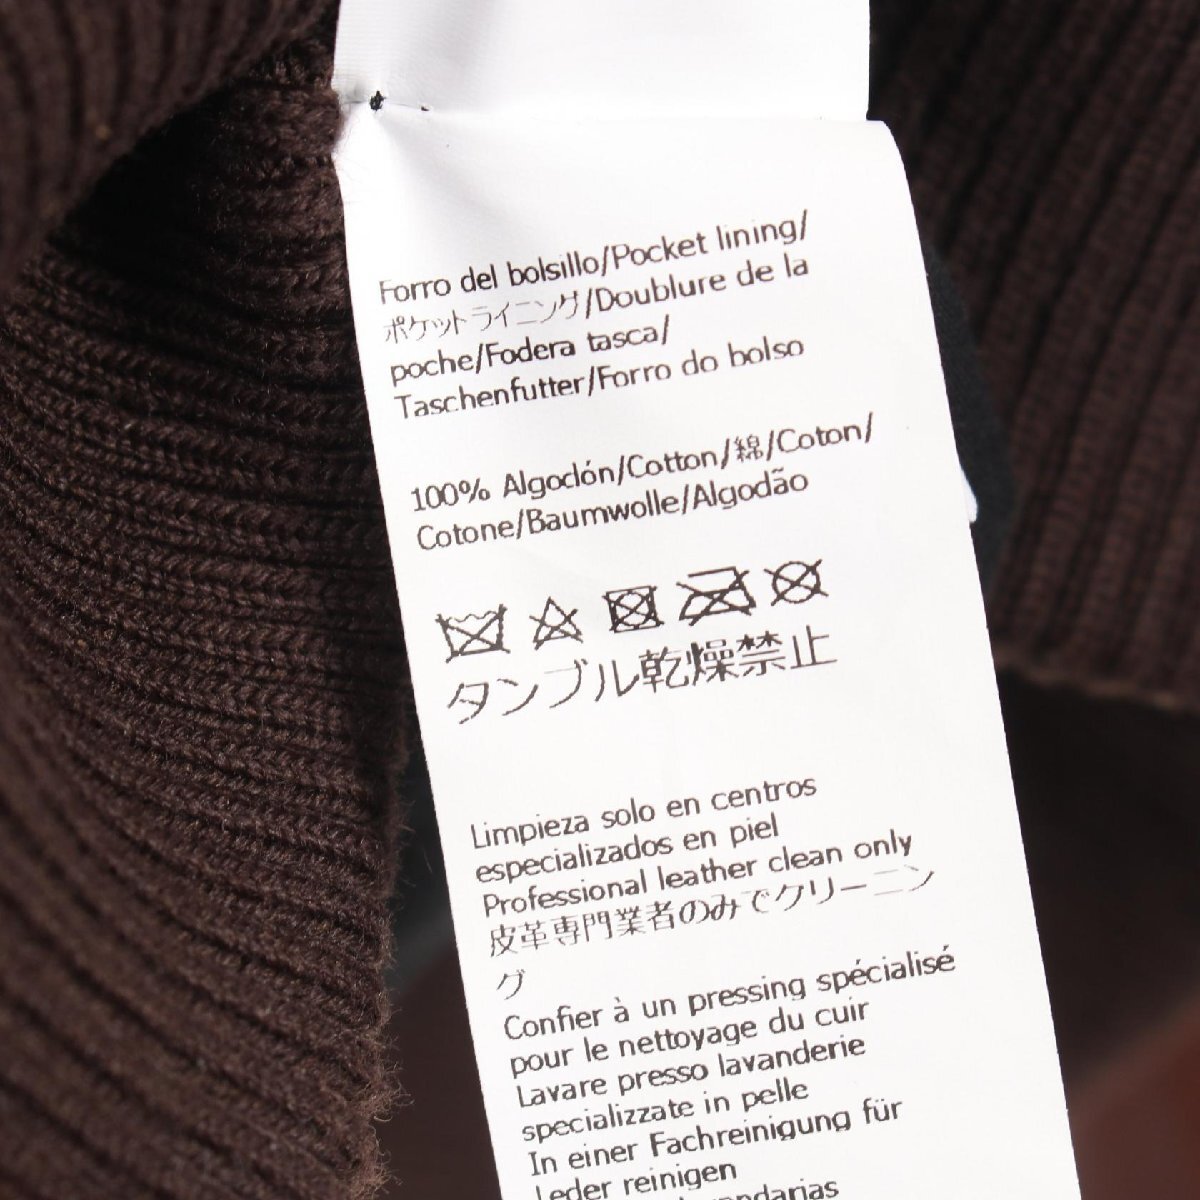 Forro del bolsillo/Pocket lining/
ポケットライニング/Doublure de la
poche/Fodera tasca/
Taschenfutter/Forro do bolso
100% Algodón/Cotton/綿/Coton/
Cotone/Baumwolle/Algodão
タンブル乾燥禁止
Limpieza solo en centros
especializados en piel
Professional leather clean only
皮革専門業者のみでクリーニン
グ
Confier à un pressing spécialisé
pour le nettoyage du cuir
Lavare presso lavanderie
specializzate in pelle
In einer Fachreinigung für
Leder reinigen